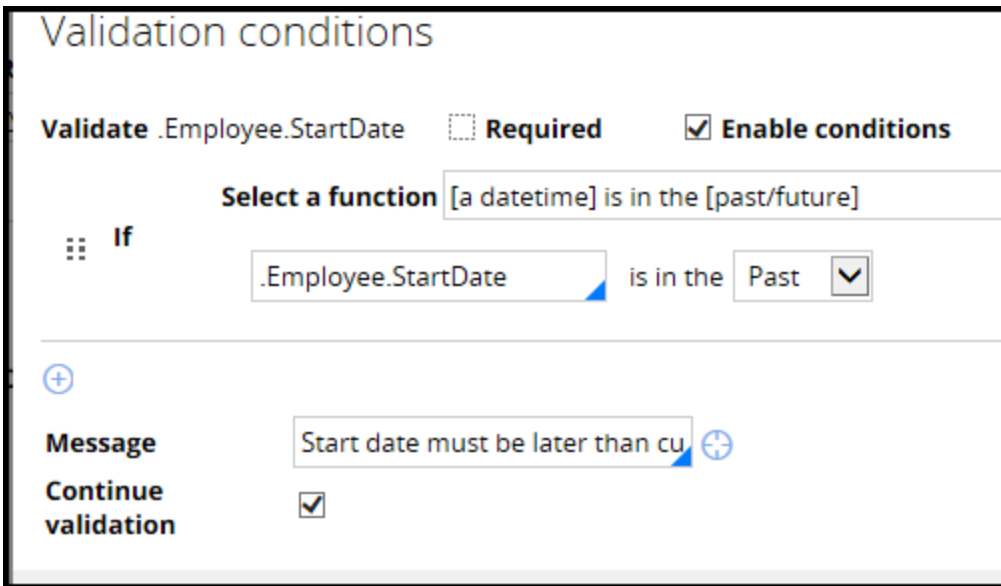 Validation conditions
Validate .Employee.StartDate Required Enable conditions
Select a function [a datetime] is in the [past/future]
If
.Employee.StartDate is in the Past
Message Start date must be later than cu
Continue
validation